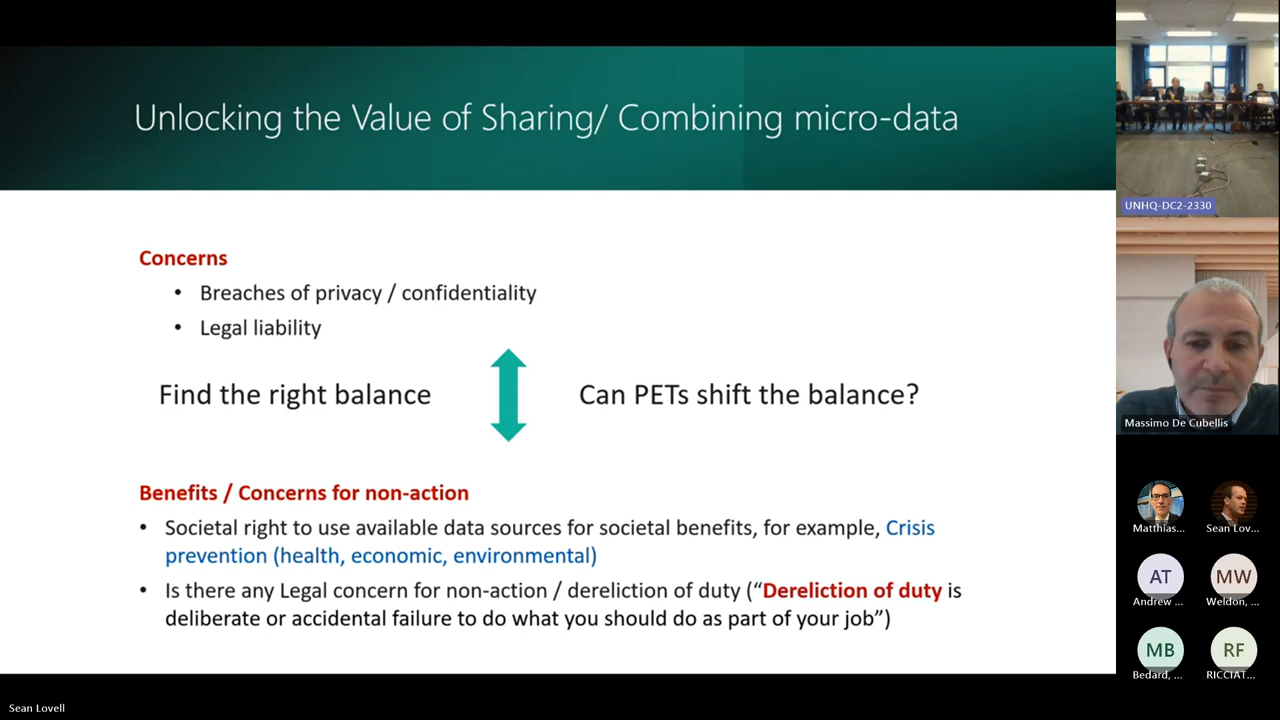 Unlocking the Value of Sharing/ Combining micro-data
Concerns
• Breaches of privacy / confidentiality
• Legal liability
Find the right balance
Can PETs shift the balance?
Benefits / Concerns for non-action
• Societal right to use available data sources for societal benefits, for example, Crisis
prevention (health, economic, environmental)
• Is there any Legal concern for non-action / dereliction of duty (“Dereliction of duty is
deliberate or accidental failure to do what you should do as part of your job”)
UNHQ-DC2-2330
Massimo De Cubellis
Matthias...
Sean Lov...
AT
MW
Andrew ...
Weldon, ...
MB
RF
Bedard, ...
RICCIAT...
Sean Lovell